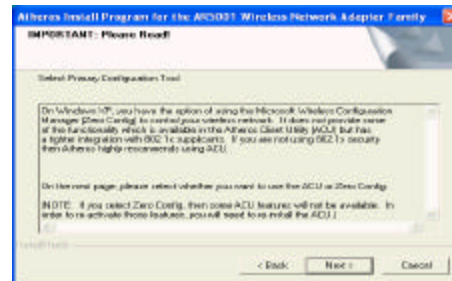 Atheros Install Program for the AR5001 Wireless Network Adapter Family
IMPORTANT: Please Read!
Select Primary Configuration Tool
On Windows XP, you have the option of using the Microsoft Wireless Configuration
Manager (Zero Config) to control your wireless network. It does not provide some
of the functionality which is available in the Atheros Client Utility (ACU) but has
a tighter integration with 802.1x supplicants. If you are not using 802.1x security
then Atheros highly recommends using ACU.
On the next page, please select whether you want to use the ACU or Zero Config.
(NOTE: If you select Zero Config, then some ACU features will not be available. In
order to re-activate those features, you will need to re-install the ACU.)
InstallShield
< Back
Next >
Cancel